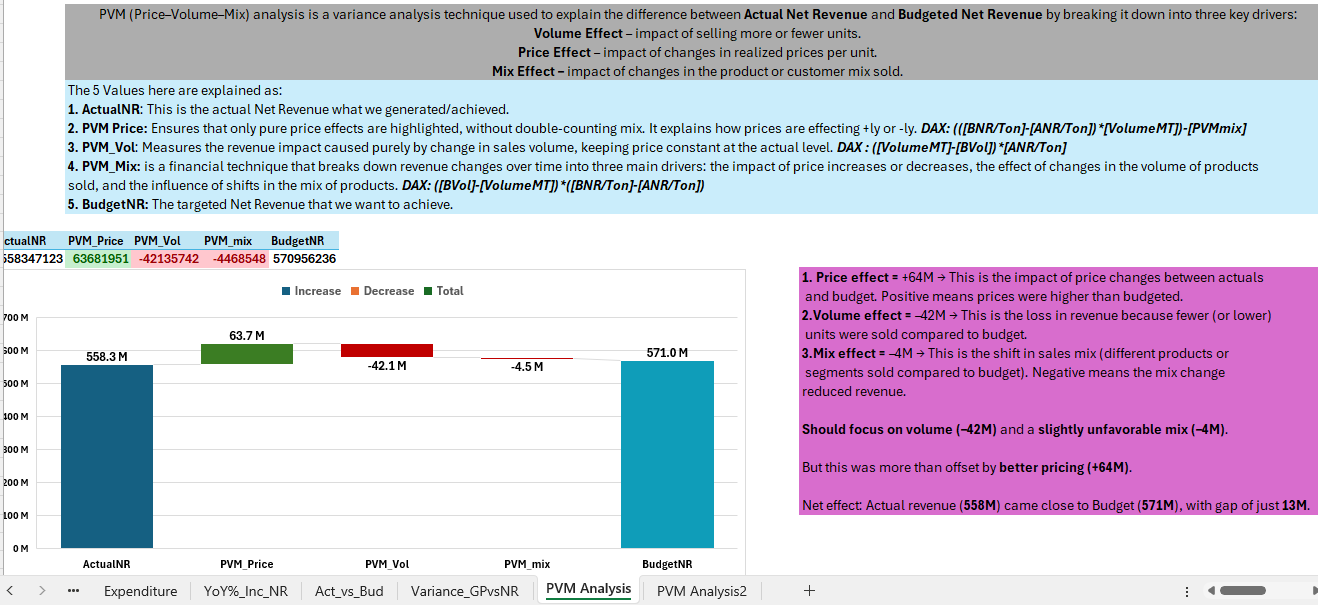 PVM (Price–Volume–Mix) analysis is a variance analysis technique used to explain the difference between Actual Net Revenue and Budgeted Net Revenue by breaking it down into three key drivers:
Volume Effect – impact of selling more or fewer units.
Price Effect – impact of changes in realized prices per unit.
Mix Effect – impact of changes in the product or customer mix sold.
The 5 Values here are explained as:
1. ActualNR: This is the actual Net Revenue what we generated/achieved.
2. PVM Price: Ensures that only pure price effects are highlighted, without double-counting mix. It explains how prices are effecting +ly or -ly. DAX: (([BNR/Ton]-[ANR/Ton])*[VolumeMT])-[PVMmix]
3. PVM_Vol: Measures the revenue impact caused purely by change in sales volume, keeping price constant at the actual level. DAX : ([VolumeMT]-[BVol])*[ANR/Ton]
4. PVM_Mix: is a financial technique that breaks down revenue changes over time into three main drivers: the impact of price increases or decreases, the effect of changes in the volume of products
sold, and the influence of shifts in the mix of products. DAX: ([BVol]-[VolumeMT])*([BNR/Ton]-[ANR/Ton])
5. BudgetNR: The targeted Net Revenue that we want to achieve.
ctualNR PVM_Price PVM_Vol PVM_mix BudgetNR
558347123 63681951 -42135742 -4468548 570956236
Increase Decrease Total
700 M
600 M
500 M
400 M
300 M
200 M
100 M
0 M
558.3 M
63.7 M
-42.1 M
-4.5 M
571.0 M
ActualNR PVM_Price PVM_Vol PVM_mix BudgetNR
1. Price effect = +64M → This is the impact of price changes between actuals
and budget. Positive means prices were higher than budgeted.
2.Volume effect = –42M → This is the loss in revenue because fewer (or lower)
units were sold compared to budget.
3.Mix effect = –4M → This is the shift in sales mix (different products or
segments sold compared to budget). Negative means the mix change
reduced revenue.
Should focus on volume (–42M) and a slightly unfavorable mix (–4M).
But this was more than offset by better pricing (+64M).
Net effect: Actual revenue (558M) came close to Budget (571M), with gap of just 13M.
Expenditure YoY%_Inc_NR Act_vs_Bud Variance_GPvsNR PVM Analysis PVM Analysis2